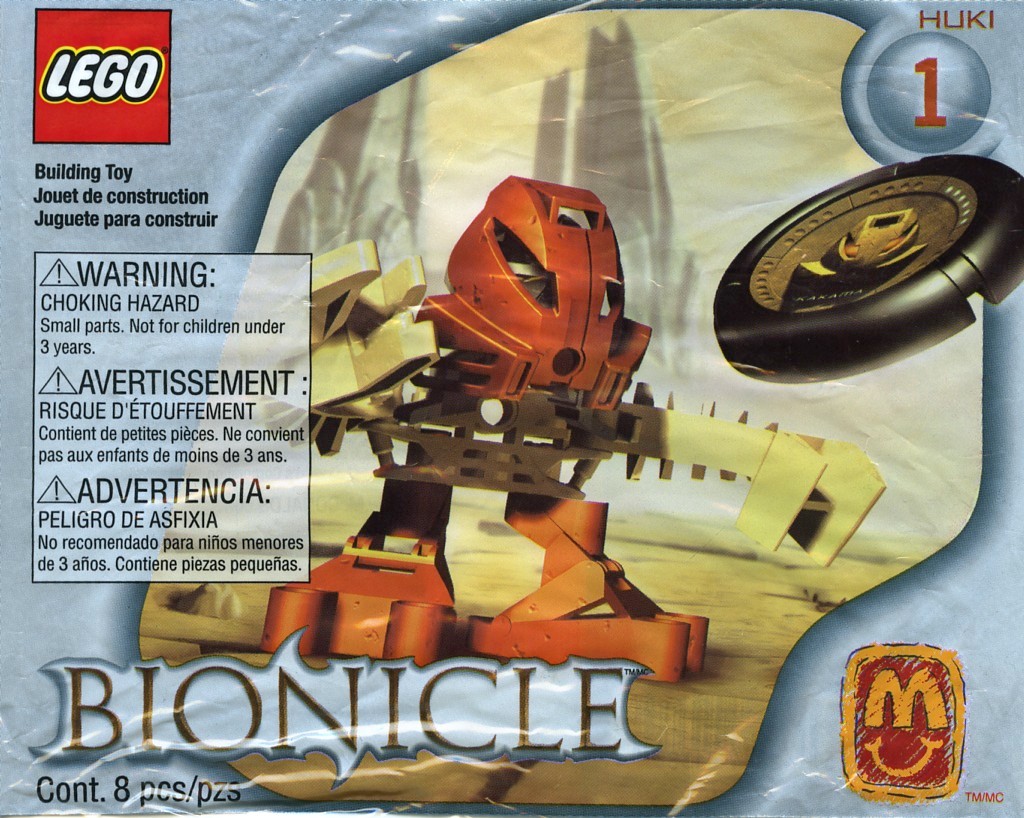 LEGO
Building Toy
Jouet de construction
Juguete para construir
WARNING:
CHOKING HAZARD
Small parts. Not for children under
3 years.
AVERTISSEMENT :
RISQUE D'ÉTOUFFEMENT
Contient de petites pièces. Ne convient
pas aux enfants de moins de 3 ans.
ADVERTENCIA:
PELIGRO DE ASFIXIA
No recomendado para niños menores
de 3 años. Contiene piezas pequeñas.
HUKI
1
KAKAMA
BIONICLE
TM/MC
Cont. 8 pcs/pzs
M
TM/MC